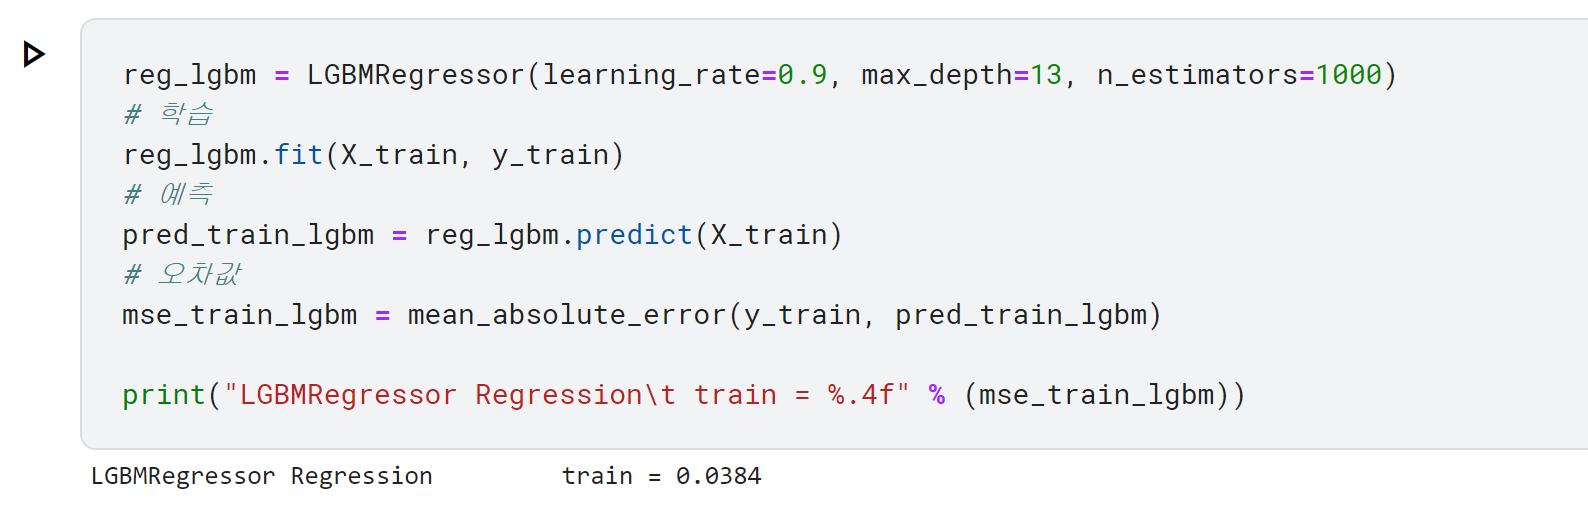 reg_lgbm = LGBMRegressor(learning_rate=0.9, max_depth=13, n_estimators=1000)
# 학습
reg_lgbm.fit(X_train, y_train)
# 예측
pred_train_lgbm = reg_lgbm.predict(X_train)
# 오차값
mse_train_lgbm = mean_absolute_error(y_train, pred_train_lgbm)
print("LGBMRegressor Regression\t train = %.4f" % (mse_train_lgbm))
LGBMRegressor Regression	 train = 0.0384